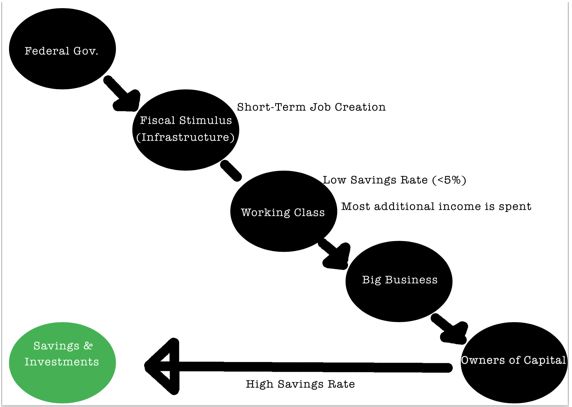 Federal Gov.
Short-Term Job Creation
Fiscal Stimulus
(Infrastructure)
Low Savings Rate (<5%)
Most additional income is spent
Working Class
Big Business
Savings &
Investments
Owners of Capital
High Savings Rate